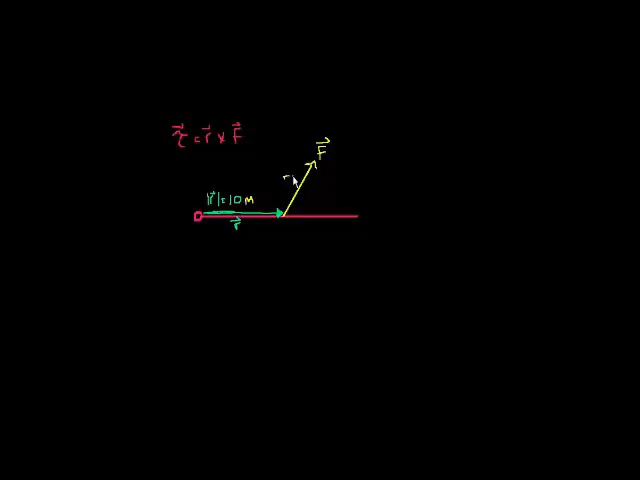 τ⃗ = r⃗ × F⃗
F⃗
|r⃗| = 10 m
r⃗